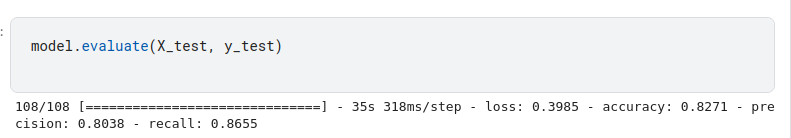 :
model.evaluate(X_test, y_test)
108/108 [==============================] - 35s 318ms/step - loss: 0.3985 - accuracy: 0.8271 - pre
cision: 0.8038 - recall: 0.8655